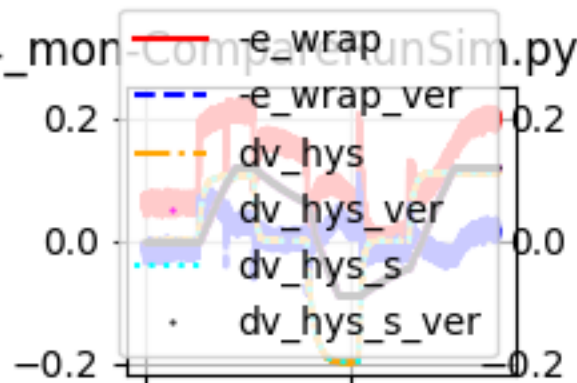 _mon-CompareRunSim.py
-e_wrap
-e_wrap_ver
0.2 0.2
dv_hys
dv_hys_ver
0.0 0.0
dv_hys_s
dv_hys_s_ver
−0.2 −0.2